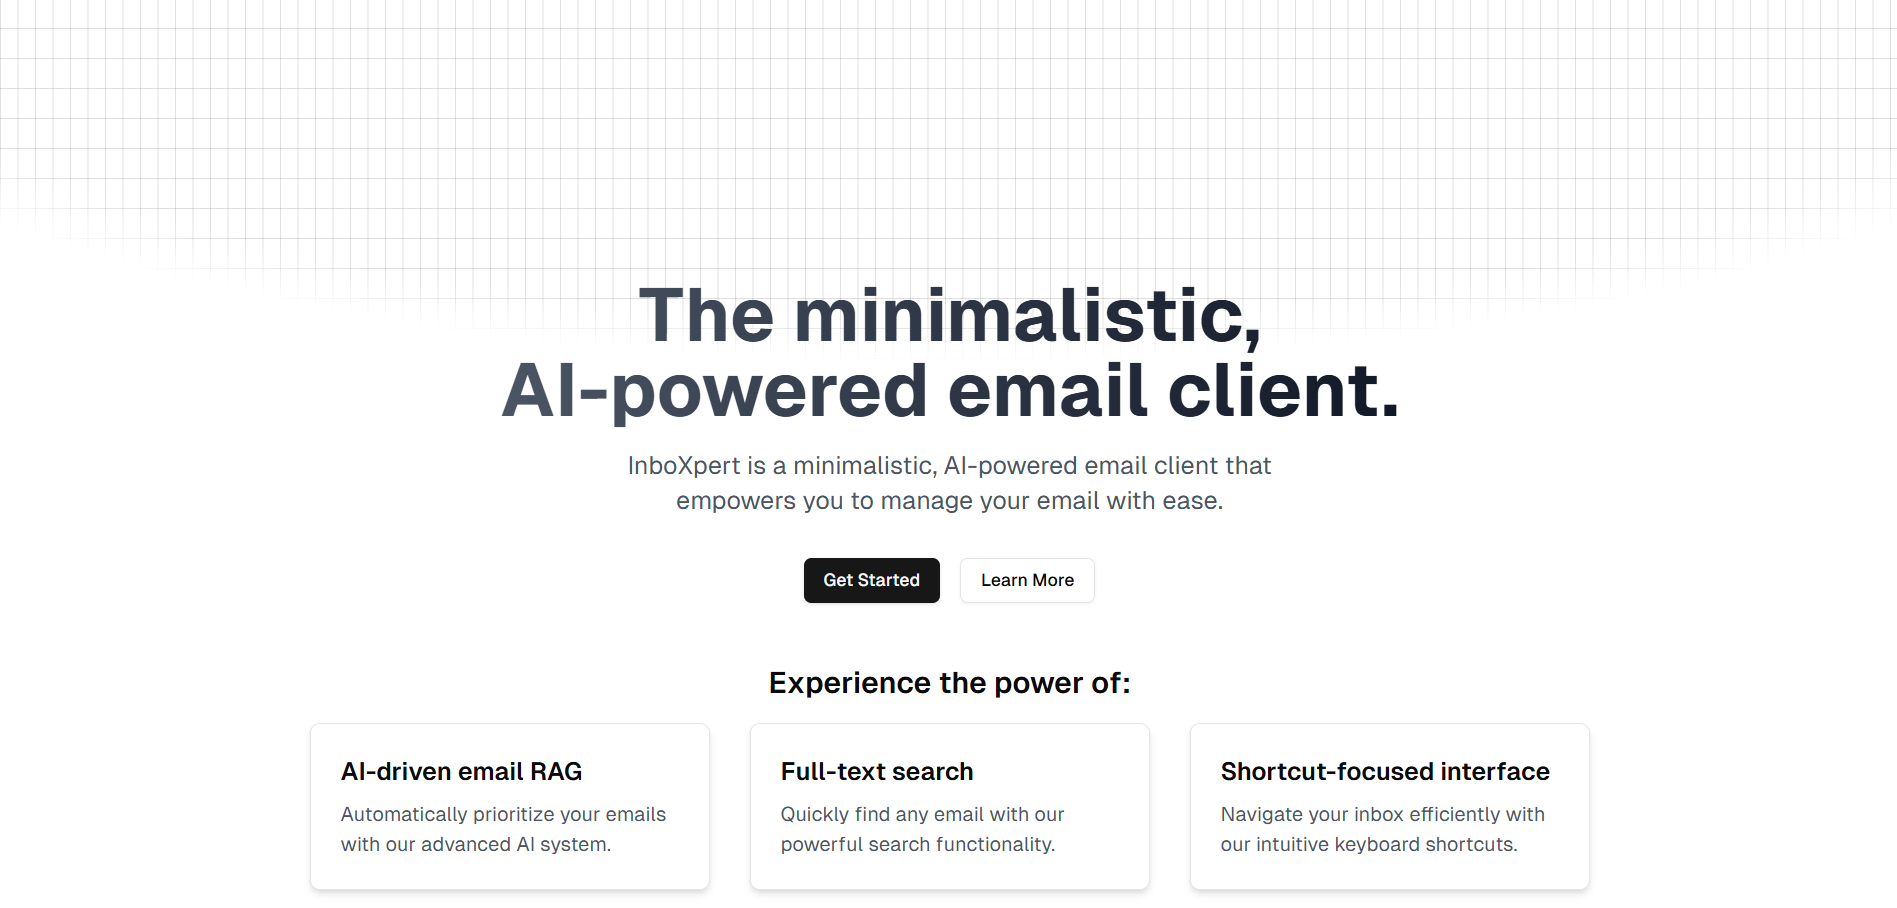 The minimalistic,
AI-powered email client.
InboXpert is a minimalistic, AI-powered email client that
empowers you to manage your email with ease.
Get Started
Learn More
Experience the power of:
AI-driven email RAG
Automatically prioritize your emails
with our advanced AI system.
Full-text search
Quickly find any email with our
powerful search functionality.
Shortcut-focused interface
Navigate your inbox efficiently with
our intuitive keyboard shortcuts.